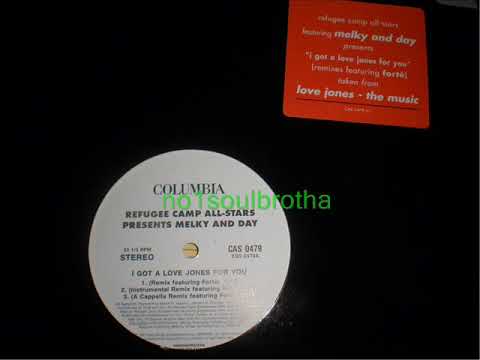 refugee camp all-stars
featuring melky and day
presents
"i got a love jones for you"
[remixes featuring forté]
taken from
love jones - the music
COLUMBIA
no1soulbrotha
REFUGEE CAMP ALL-STARS
PRESENTS MELKY AND DAY
33 1/3 RPM
STEREO
CAS 0479
I GOT A LOVE JONES FOR YOU
1. (Remix featuring Forté)
2. (Instrumental Remix featuring
3. (A Cappella Remix featuring